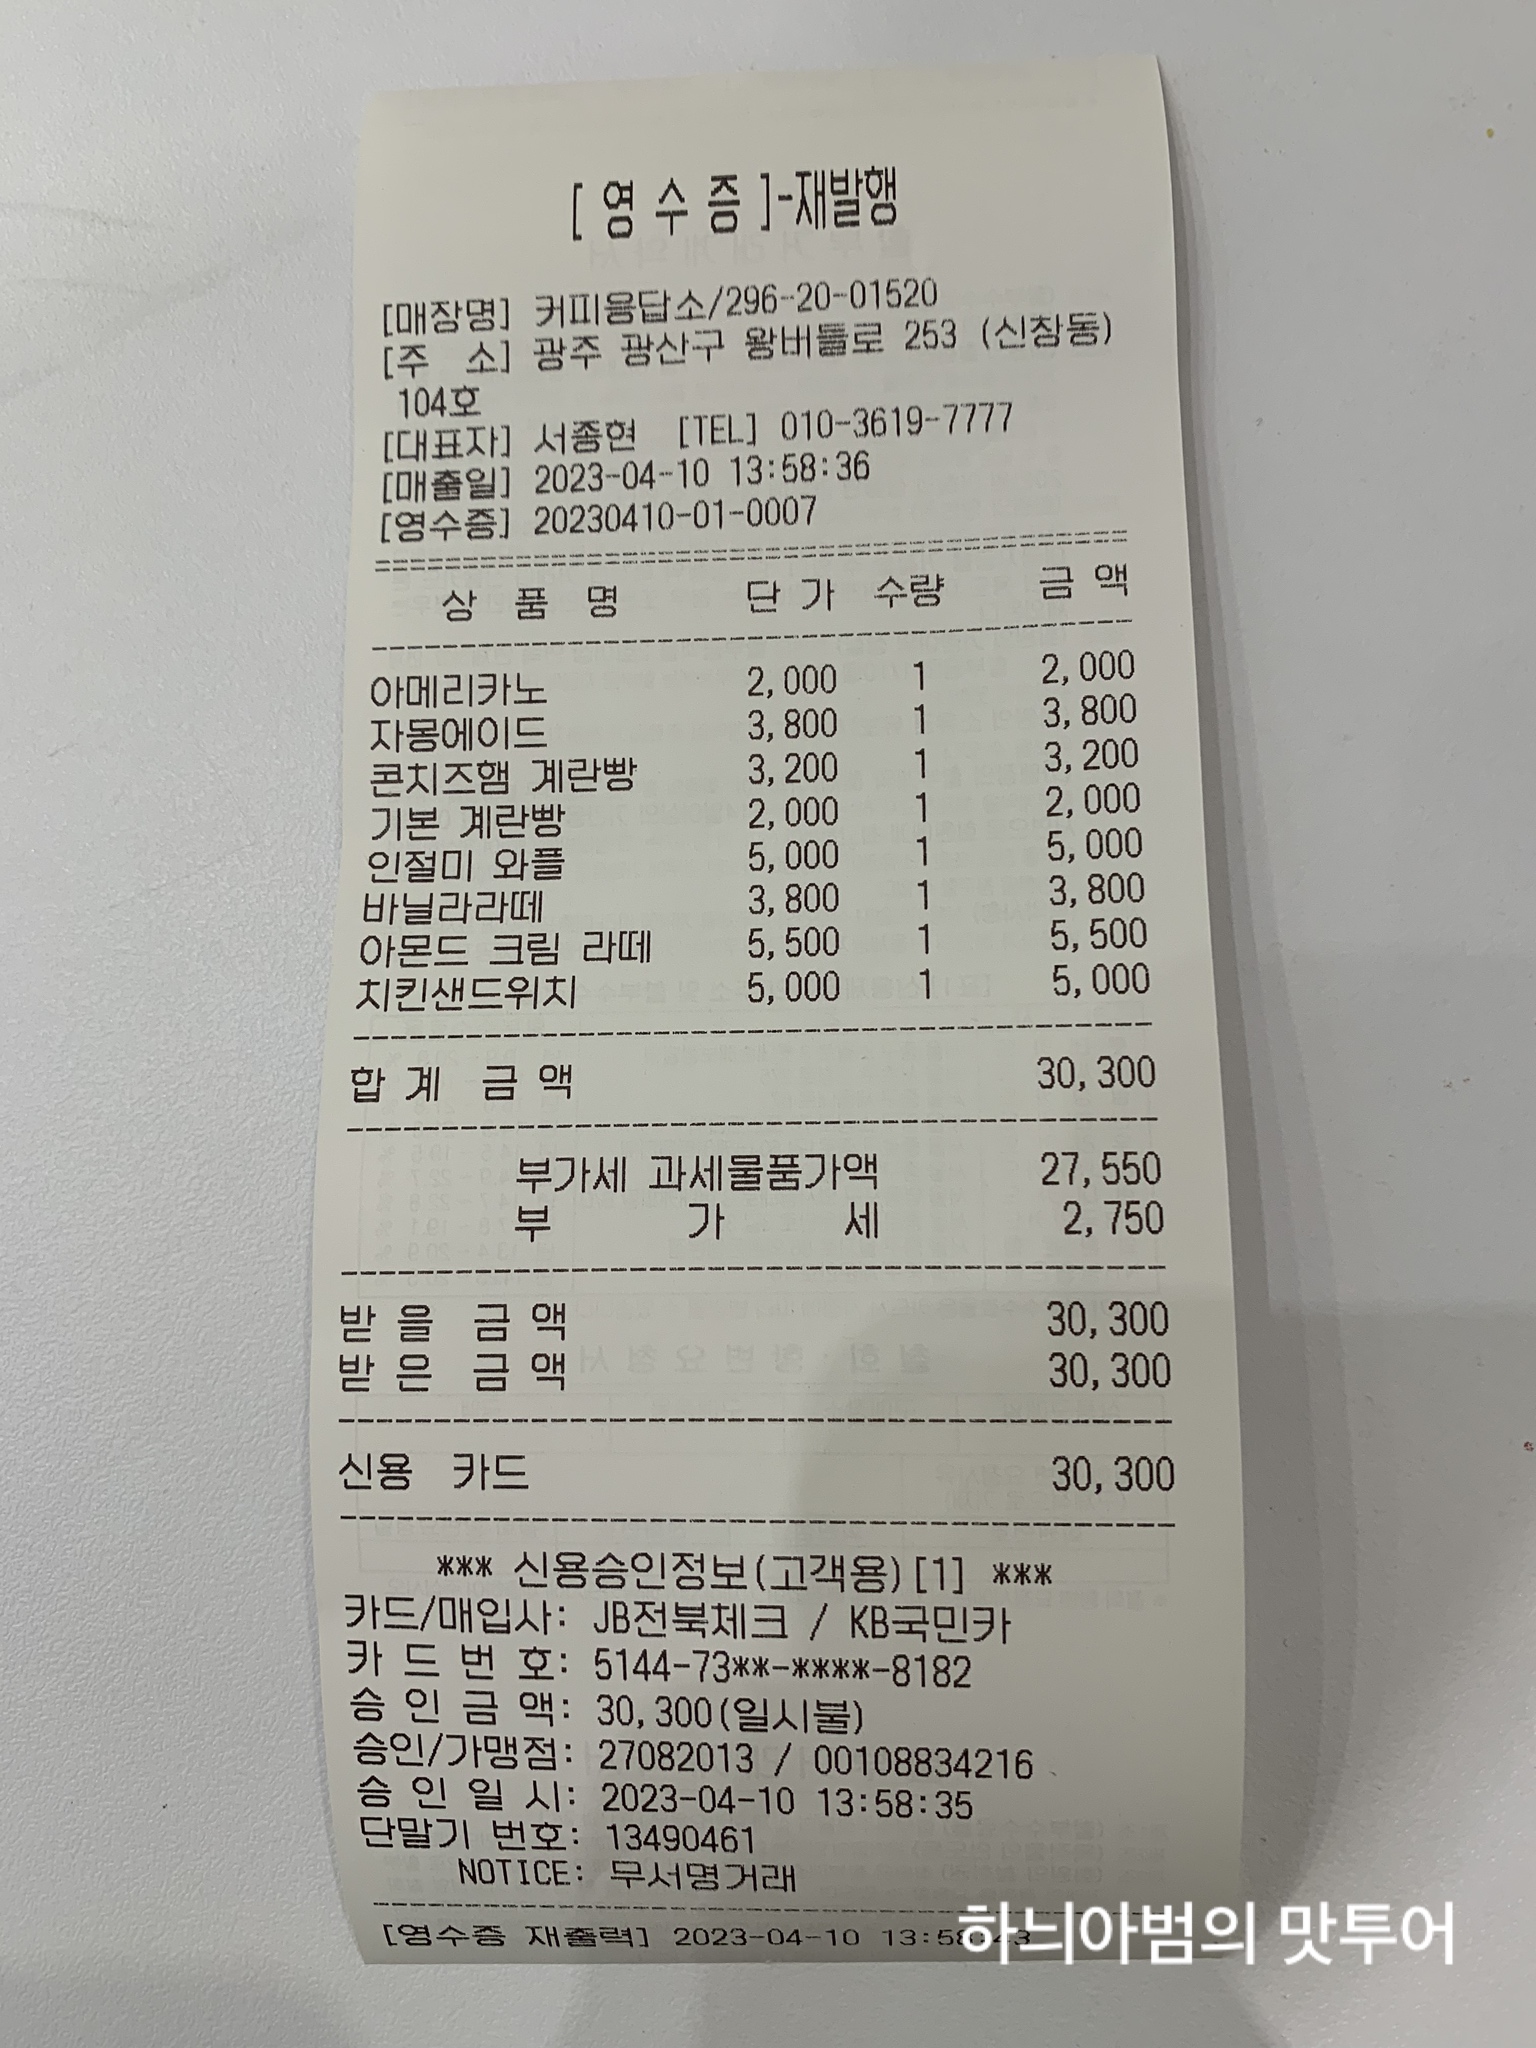 [ 영 수 증 ]-재발행
[매장명] 커피응답소/296-20-01520
[주 소] 광주 광산구 왕버들로 253 (신창동)
104호
[대표자] 서종현 [TEL] 010-3619-7777
[매출일] 2023-04-10 13:58:36
[영수증] 20230410-01-0007
상 품 명 단 가 수량 금 액
아메리카노 2,000 1 2,000
자몽에이드 3,800 1 3,800
콘치즈햄 계란빵 3,200 1 3,200
기본 계란빵 2,000 1 2,000
인절미 와플 5,000 1 5,000
바닐라라떼 3,800 1 3,800
아몬드 크림 라떼 5,500 1 5,500
치킨샌드위치 5,000 1 5,000
합 계 금 액 30,300
부가세 과세물품가액 27,550
부 가 세 2,750
받 을 금 액 30,300
받 은 금 액 30,300
신용 카드 30,300
*** 신용승인정보(고객용)[1] ***
카드/매입사: JB전북체크 / KB국민카
카 드 번 호: 5144-73**-****-8182
승 인 금 액: 30,300(일시불)
승인/가맹점: 27082013 / 00108834216
승 인 일 시: 2023-04-10 13:58:35
단말기 번호: 13490461
NOTICE: 무서명거래
[영수증 재출력] 2023-04-10 13:58:43
하늬아범의 맛투어